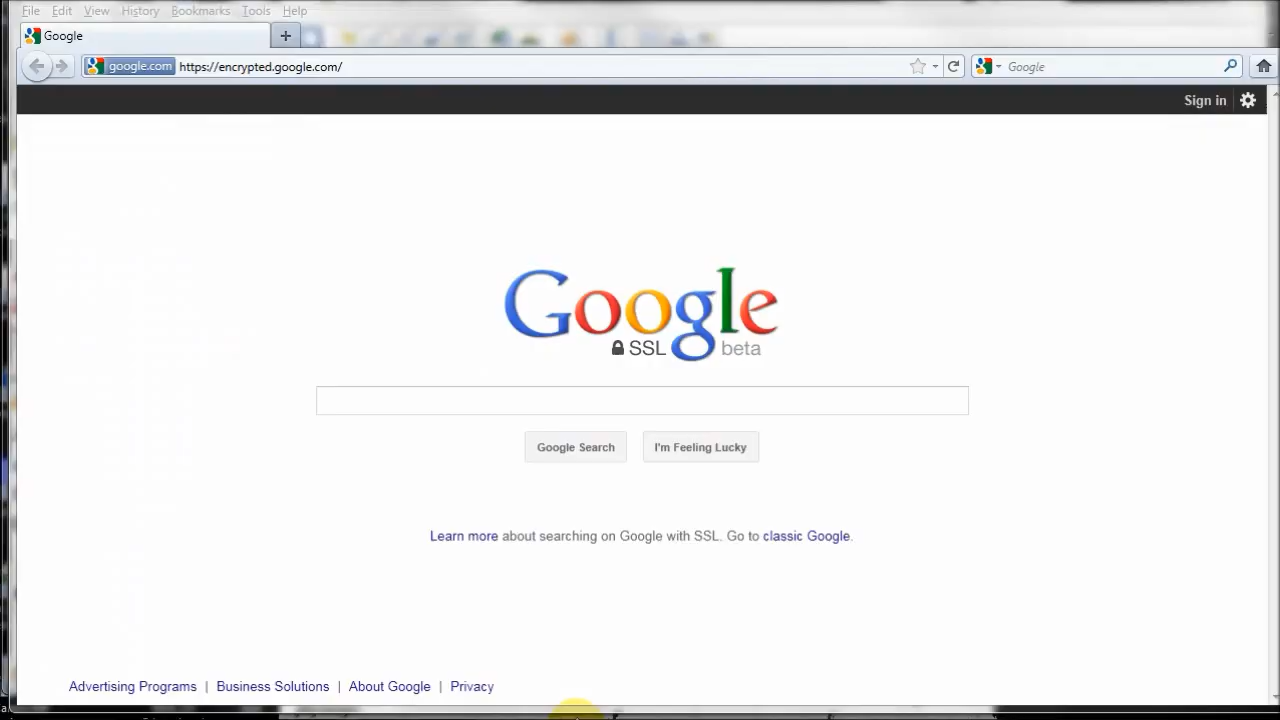 File Edit View History Bookmarks Tools Help
Google +
google.com https://encrypted.google.com/ Google
Sign in
Google
SSL beta
Google Search I'm Feeling Lucky
Learn more about searching on Google with SSL. Go to classic Google.
Advertising Programs | Business Solutions | About Google | Privacy